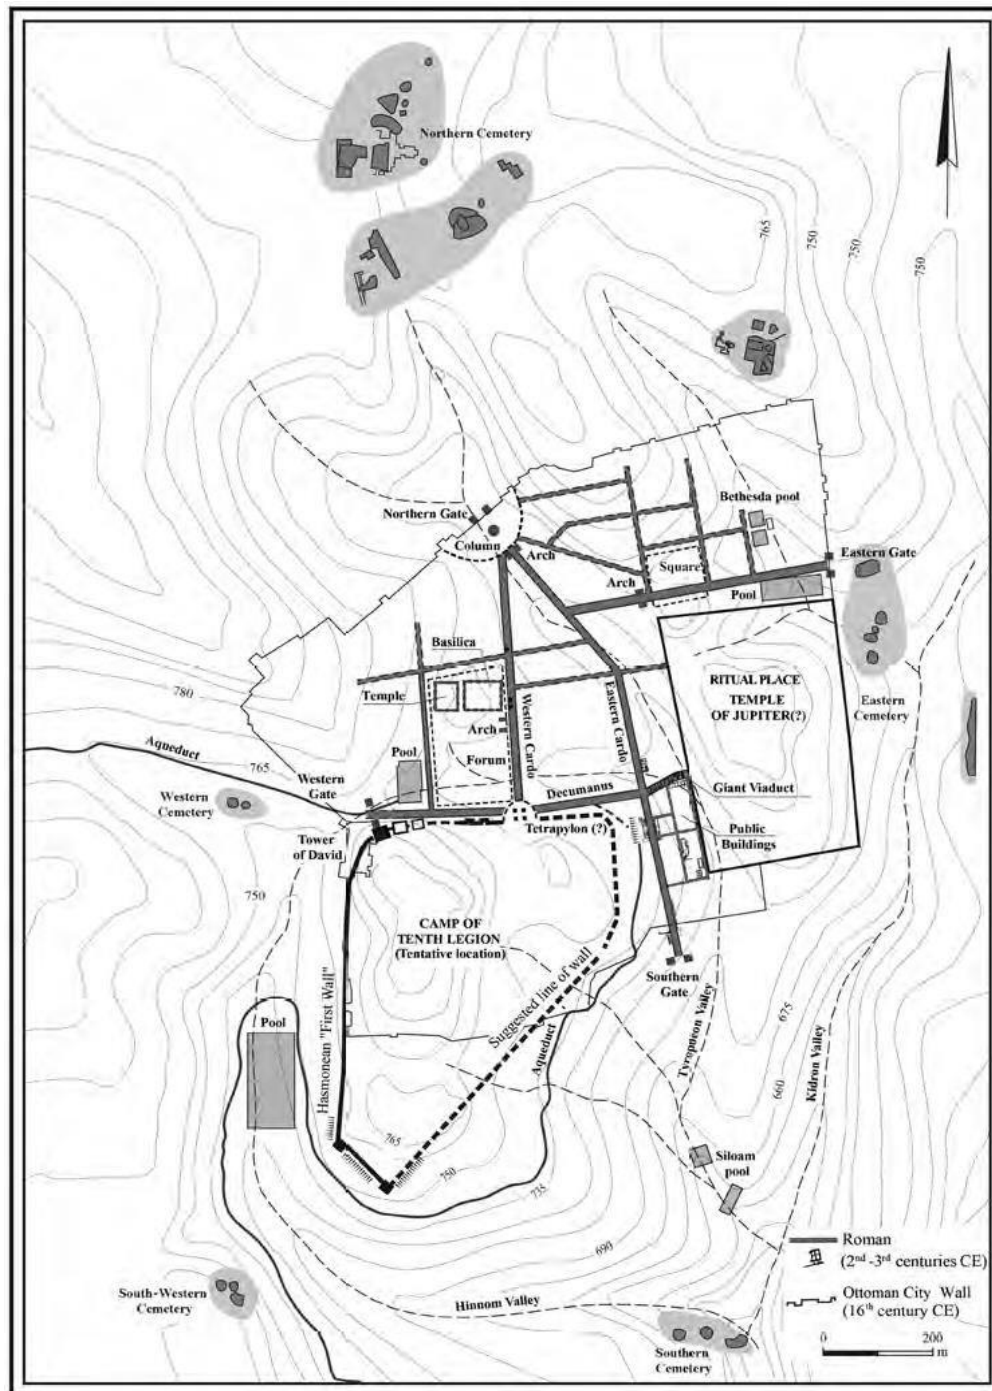 Northern Cemetery
765
750
750
750
Bethesda pool
Northern Gate
Column
Arch
Eastern Gate
Square
Arch
Pool
Basilica
RITUAL PLACE
TEMPLE
OF JUPITER(?)
780
Temple
Eastern Cardo
Western Cardo
Eastern
Cemetery
Arch
Aqueduct
Pool
Forum
765
Western
Gate
Decumanus
Giant Viaduct
Western
Cemetery
Tetrapylon (?)
Public
Buildings
Tower
of David
750
CAMP OF
TENTH LEGION
(Tentative location)
Suggested line of wall
Southern
Gate
Hasmonean "First Wall"
Pool
Aqueduct
Tyropoeon Valley
675
Kidron Valley
660
765
750
735
Siloam
pool
690
Roman
(2nd -3rd centuries CE)
South-Western
Cemetery
Hinnom Valley
Ottoman City Wall
(16th century CE)
0 200
m
Southern
Cemetery